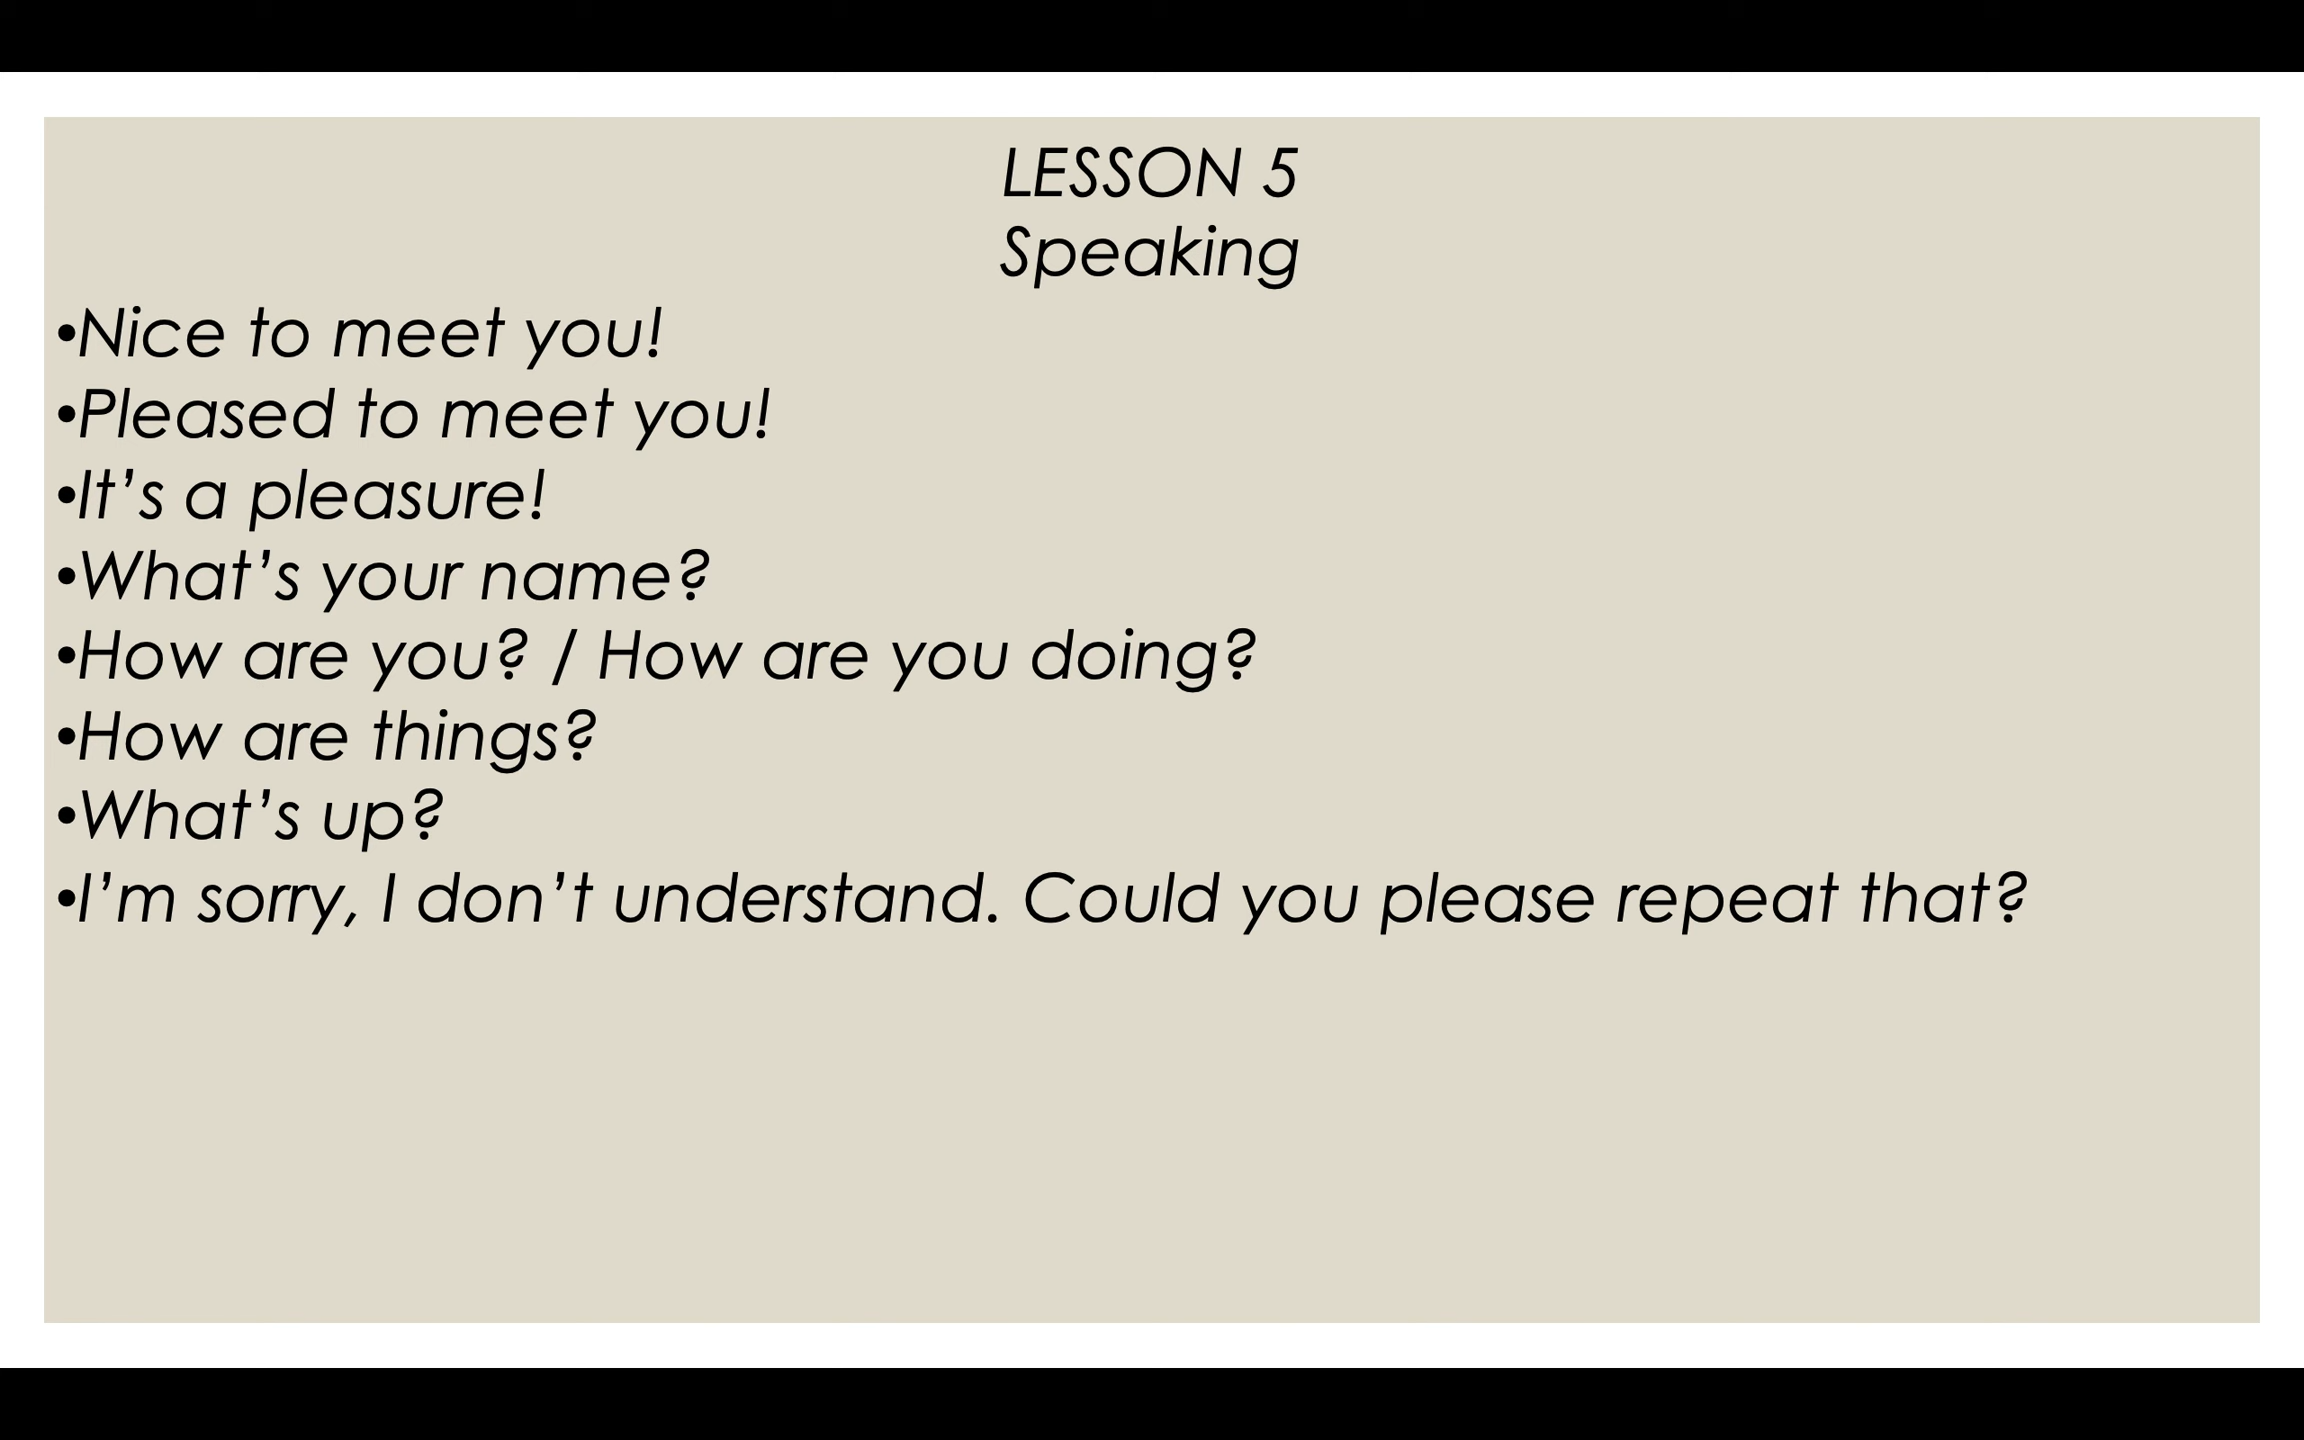 LESSON 5
Speaking
•Nice to meet you!
•Pleased to meet you!
•It’s a pleasure!
•What’s your name?
•How are you? / How are you doing?
•How are things?
•What’s up?
•I’m sorry, I don’t understand. Could you please repeat that?